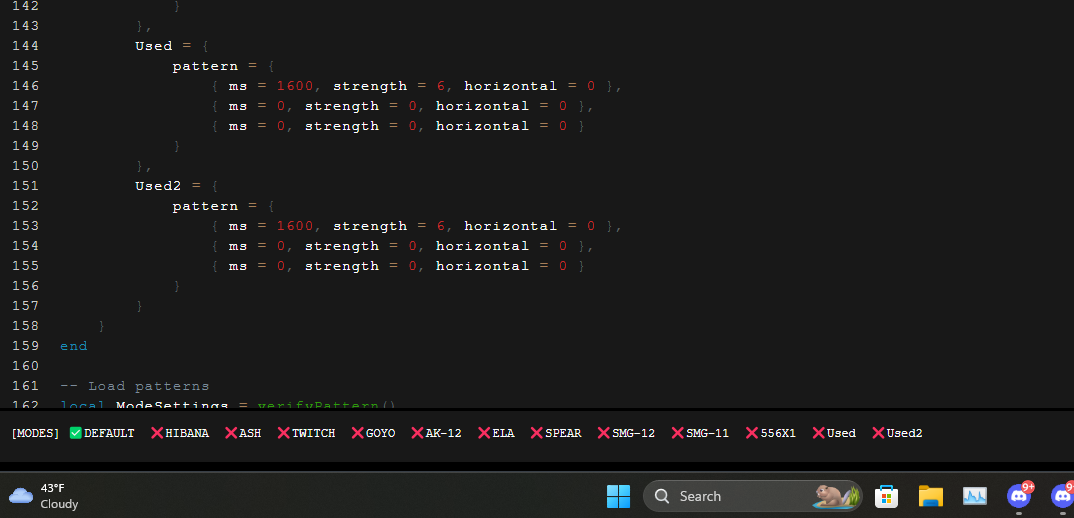 142 }
143 },
144 Used = {
145 pattern = {
146 { ms = 1600, strength = 6, horizontal = 0 },
147 { ms = 0, strength = 0, horizontal = 0 },
148 { ms = 0, strength = 0, horizontal = 0 }
149 }
150 },
151 Used2 = {
152 pattern = {
153 { ms = 1600, strength = 6, horizontal = 0 },
154 { ms = 0, strength = 0, horizontal = 0 },
155 { ms = 0, strength = 0, horizontal = 0 }
156 }
157 }
158 }
159 end
160
161 -- Load patterns
162 local ModeSettings = verifyPattern()
[MODES] ✅DEFAULT ❌HIBANA ❌ASH ❌TWITCH ❌GOYO ❌AK-12 ❌ELA ❌SPEAR ❌SMG-12 ❌SMG-11 ❌556X1 ❌Used ❌Used2
43°F
Cloudy
Search
9+
9+